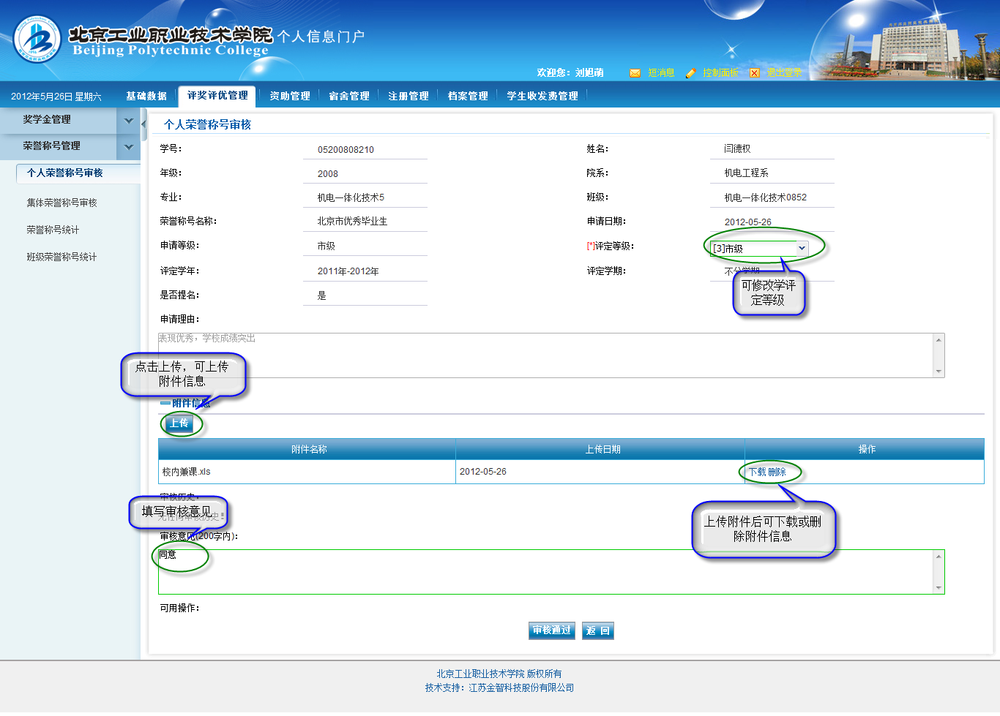 北京工业职业技术学院 个人信息门户
Beijing Polytechnic College
欢迎您：刘旭萌 短消息 控制面板 退出登录
2012年5月26日 星期六 基础数据 评奖评优管理 资助管理 宿舍管理 注册管理 档案管理 学生收发费管理
奖学金管理
荣誉称号管理
个人荣誉称号审核
集体荣誉称号审核
荣誉称号统计
班级荣誉称号统计
个人荣誉称号审核
学号： 05200808210 姓名： 闫德权
年级： 2008 院系： 机电工程系
专业： 机电一体化技术5 班级： 机电一体化技术0852
荣誉称号名称： 北京市优秀毕业生 申请日期： 2012-05-26
申请等级： 市级 [*]评定等级： [3]市级
评定学年： 2011年-2012年 评定学期： 不分学期
可修改学评
定等级
是否提名： 是
申请理由：
表现优秀，学校成绩突出
点击上传，可上传
附件信息
附件信息
上传
附件名称 上传日期 操作
校内兼课.xls 2012-05-26 下载 删除
审核历史：
填写审核意见
无任何审核历史！
上传附件后可下载或删
除附件信息
审核意见(200字内)：
同意
可用操作：
审核通过 返 回
北京工业职业技术学院 版权所有
技术支持：江苏金智科技股份有限公司